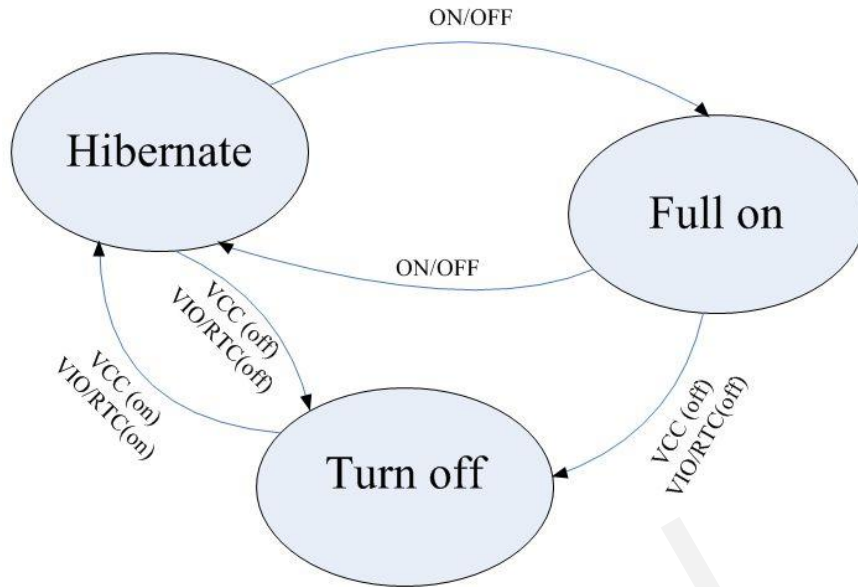 ON/OFF
Hibernate
Full on
ON/OFF
VCC (off)
VIO/RTC(off)
VCC (on)
VIO/RTC(on)
VCC (off)
VIO/RTC(off)
Turn off